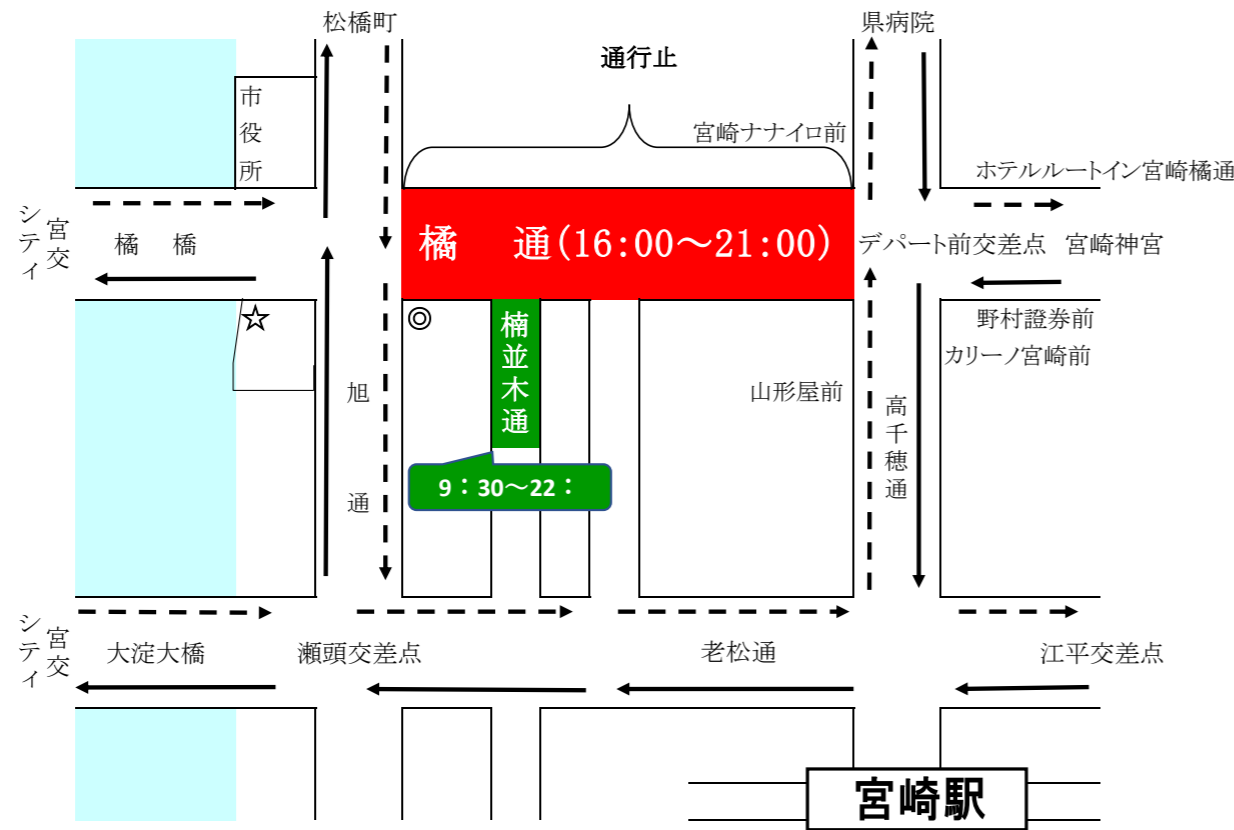 松橋町
県病院
通行止
市役所
宮崎ナナイロ前
ホテルルートイン宮崎橘通
宮交シティ
橘 橋
橘 通(16:00～21:00)
デパート前交差点
宮崎神宮
☆
◎
楠並木通
野村證券前
カリーノ宮崎前
旭 通
山形屋前
高千穂通
9：30～22：
宮交シティ
大淀大橋
瀬頭交差点
老松通
江平交差点
宮崎駅